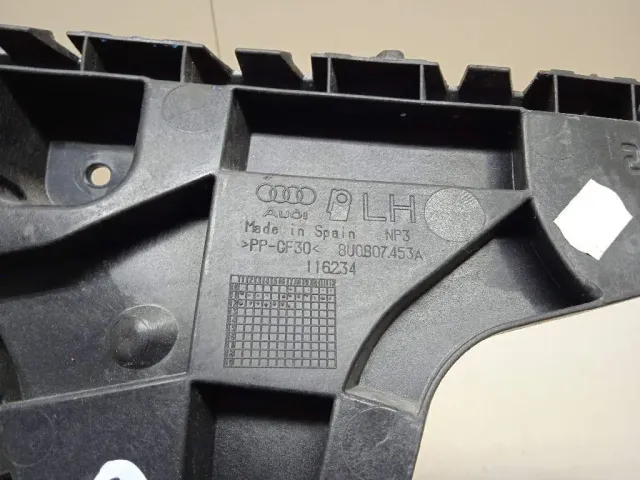 Audi LH
Made in Spain NP3
>PP-GF30< 8U0807453A
116234